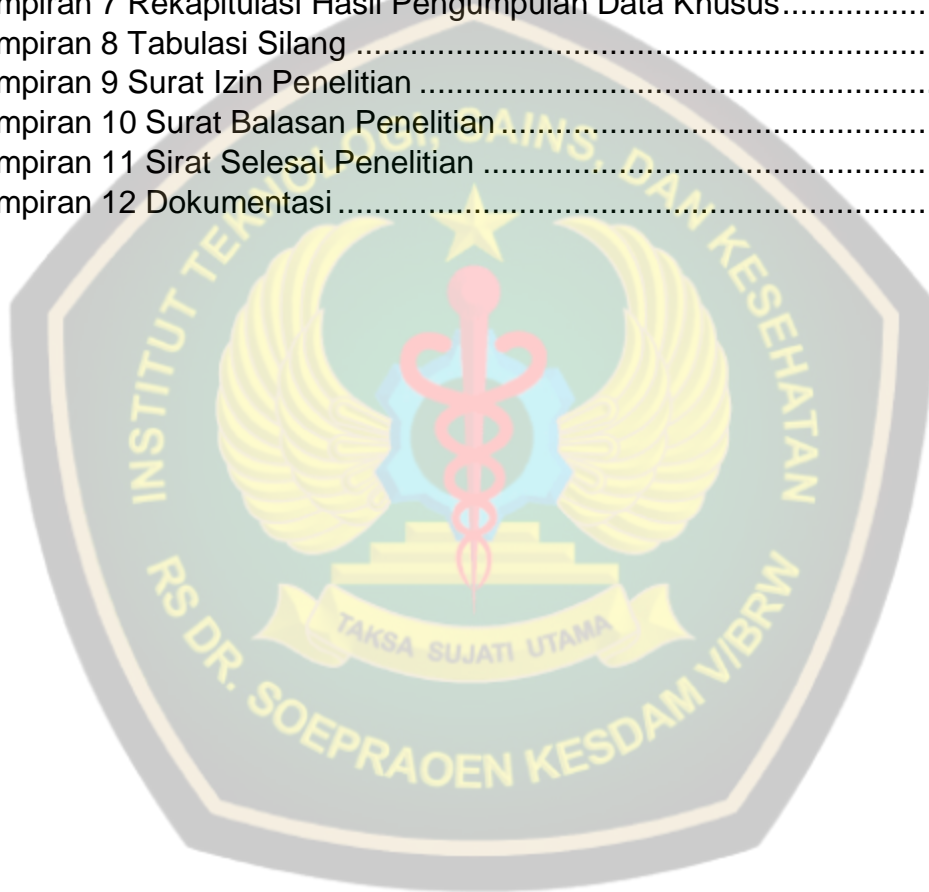 mpiran 7 Rekapitulasi Hasil Pengumpulan Data Khusus..................
mpiran 8 Tabulasi Silang ......................................................................
mpiran 9 Surat Izin Penelitian ..............................................................
mpiran 10 Surat Balasan Penelitian....................................................
mpiran 11 Sirat Selesai Penelitian ......................................................
mpiran 12 Dokumentasi........................................................................
INSTITUT TEKNOLOGI, SAINS, DAN KESEHATAN
TAKSA SUJATI UTAMA
RS DR. SOEPRAOEN KESDAM V/BRW